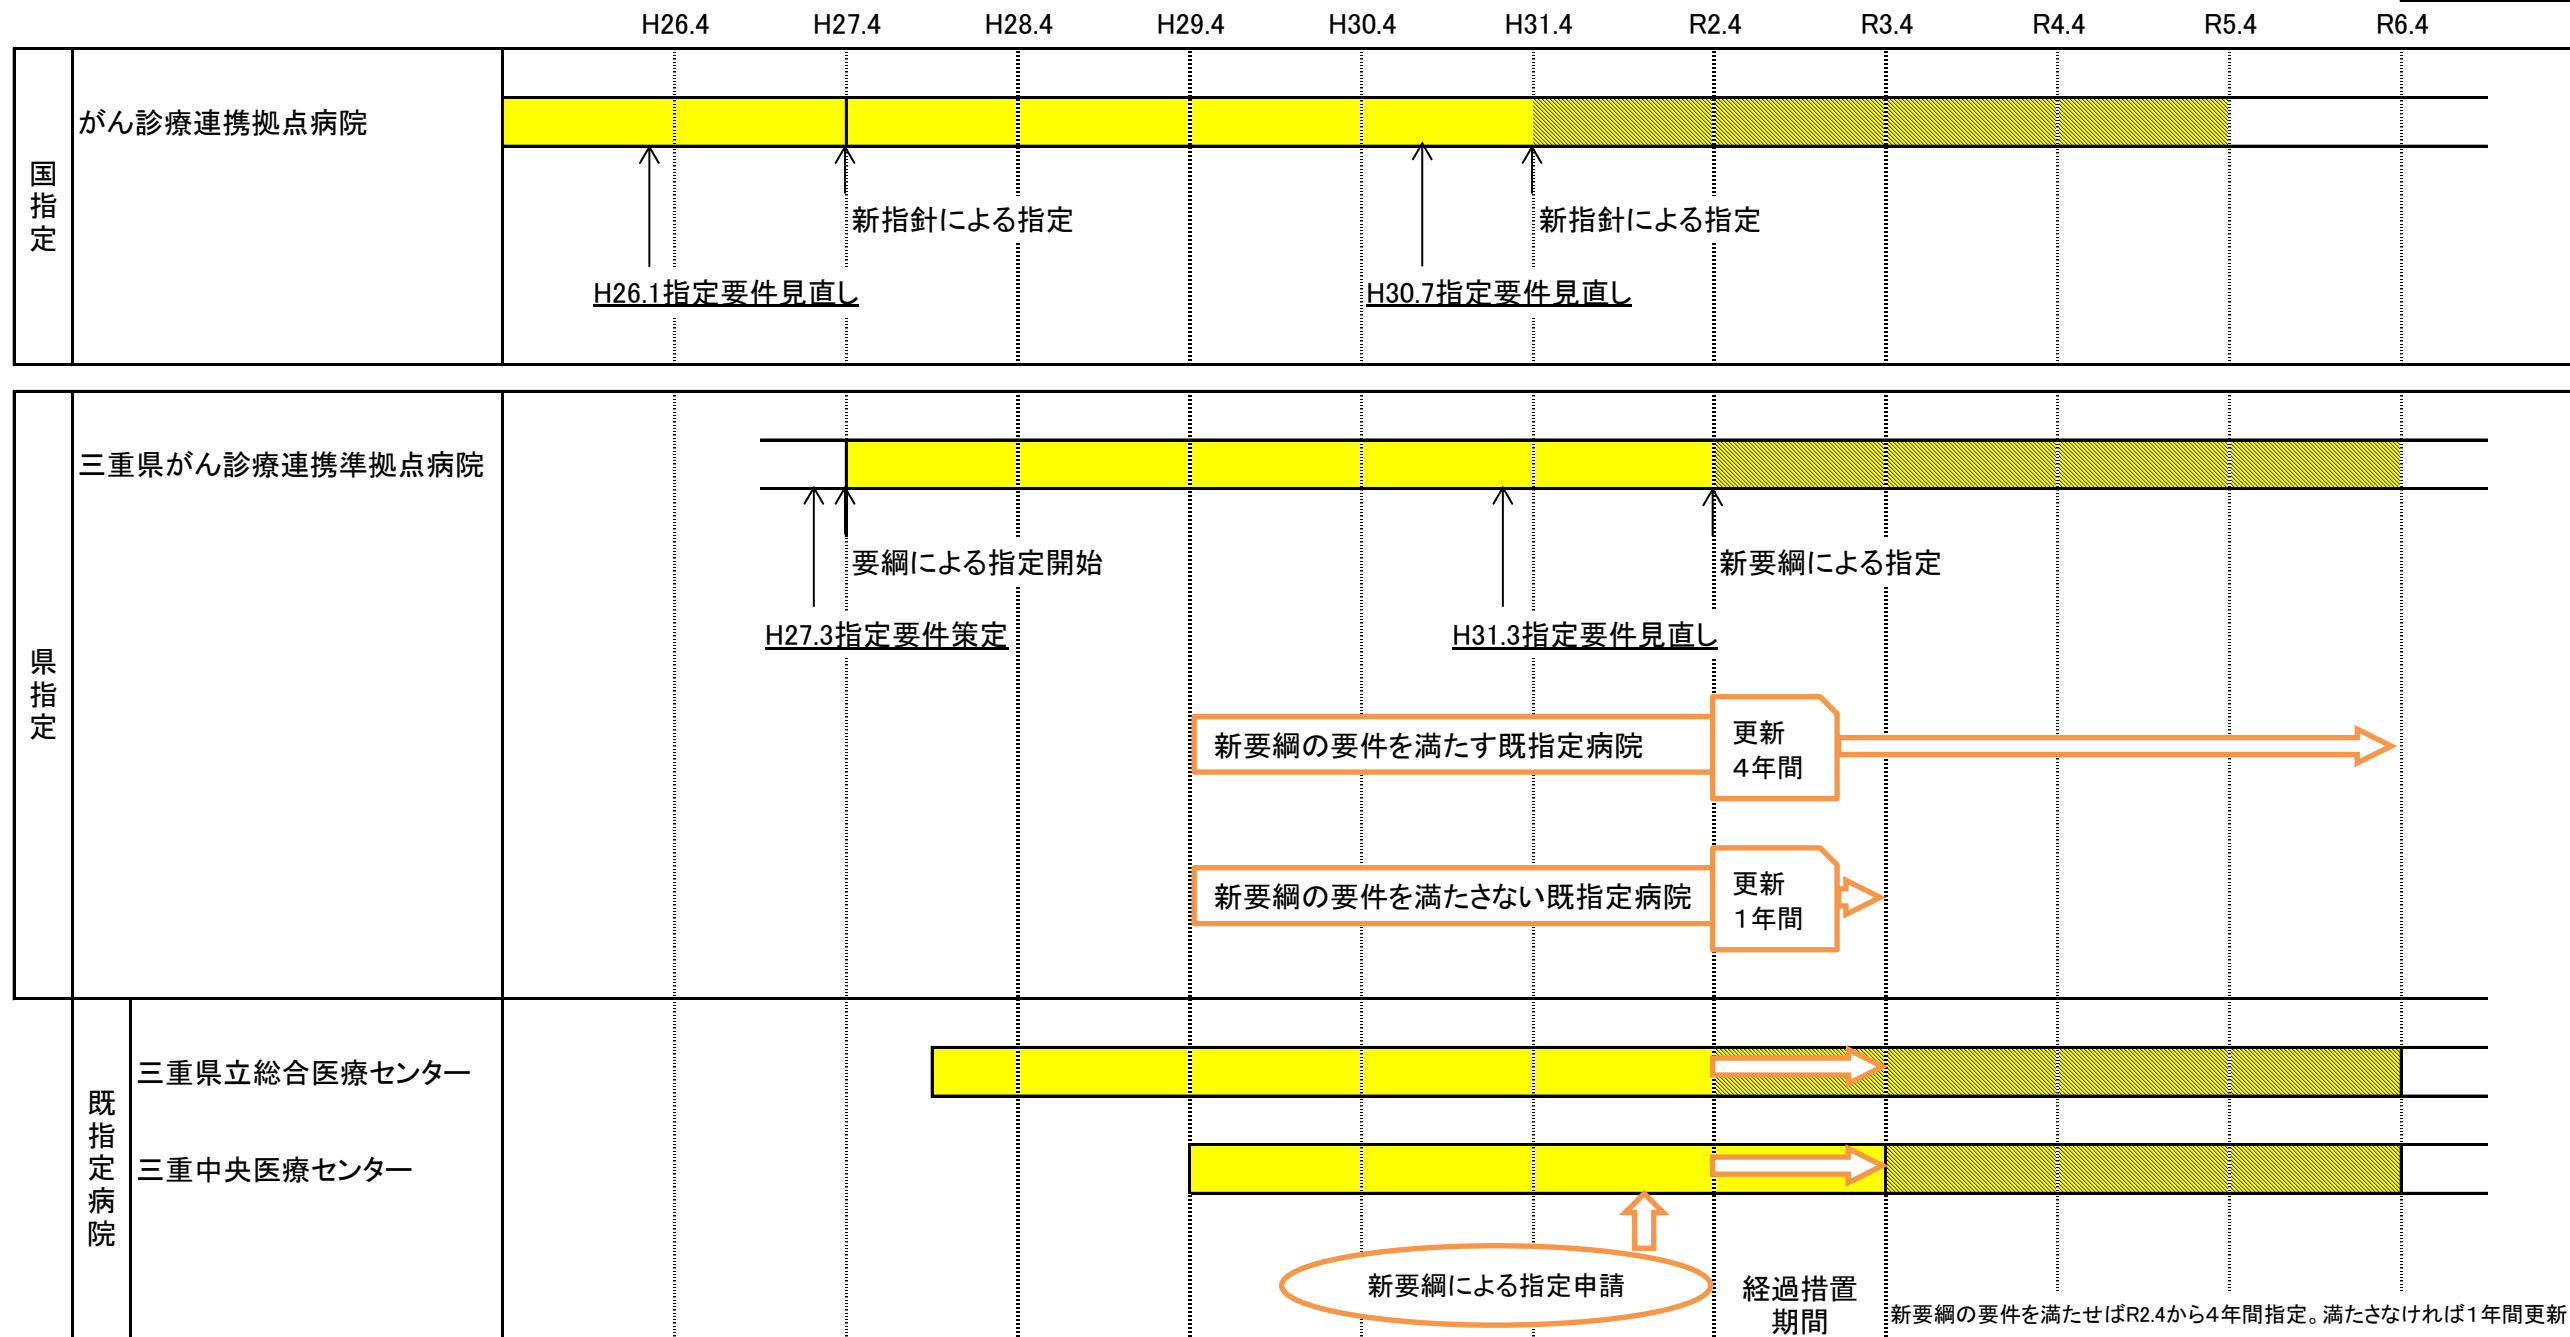 H26.4 H27.4 H28.4 H29.4 H30.4 H31.4 R2.4 R3.4 R4.4 R5.4 R6.4
国指定
がん診療連携拠点病院
新指針による指定
新指針による指定
H26.1指定要件見直し
H30.7指定要件見直し
県指定
三重県がん診療連携準拠点病院
要綱による指定開始
新要綱による指定
H27.3指定要件策定
H31.3指定要件見直し
新要綱の要件を満たす既指定病院
更新
4年間
新要綱の要件を満たさない既指定病院
更新
1年間
既指定病院
三重県立総合医療センター
三重中央医療センター
新要綱による指定申請
経過措置
期間
新要綱の要件を満たせばR2.4から4年間指定。満たさなければ1年間更新